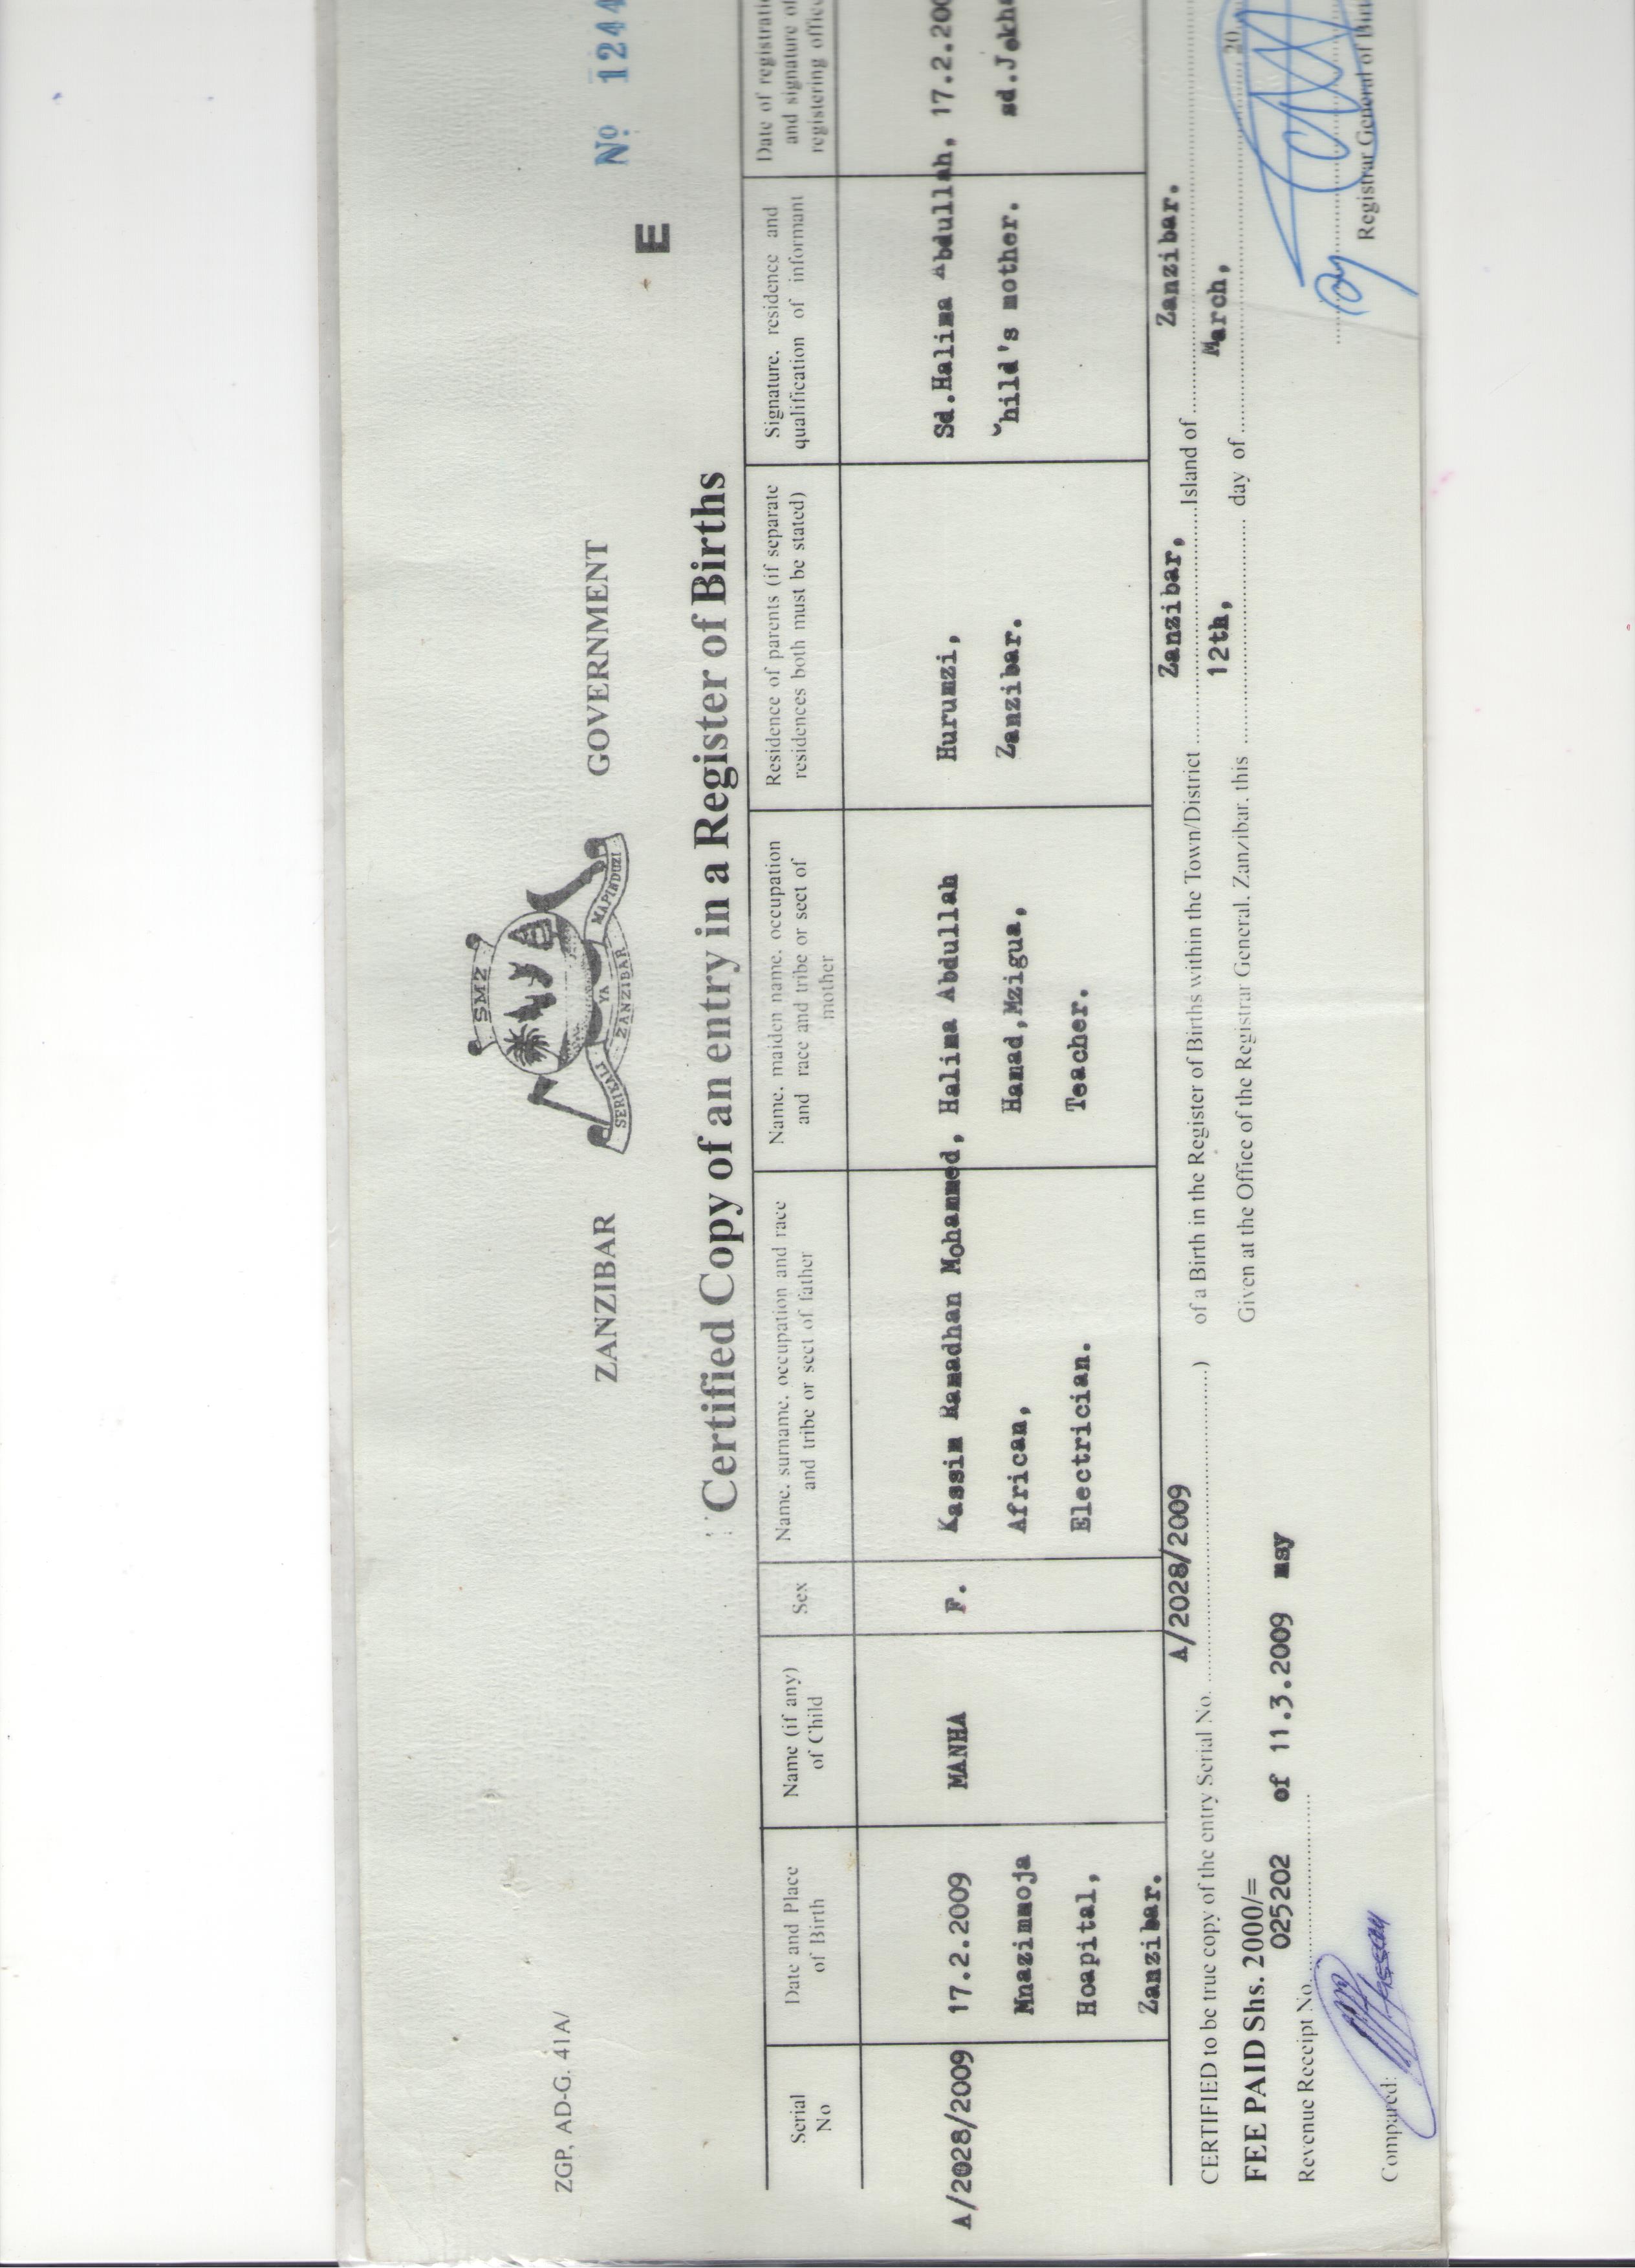 ZGP. AD-G. 41A/
SMZ
SERIKALI YA MAPINDUZI
ZANZIBAR
ZANZIBAR GOVERNMENT
Nº 1244
E
Certified Copy of an entry in a Register of Births
Serial
No
Date and Place
of Birth
Name (if any)
of Child
Sex
Name, surname, occupation and race
and tribe or sect of father
Name, maiden name, occupation
and race and tribe or sect of
mother
Residence of parents (if separate
residences both must be stated)
Signature, residence and
qualification of informant
Date of registrati
and signature of
registering office
A/2028/2009
17.2.2009
Mnazimmoja
Hoapital,
Zanzibar.
MANHA
F.
Kassim Ramadhan Mohammed,
African,
Electrician.
Halima Abdullah
Hamad,Mzigua,
Teacher.
Hurumzi,
Zanzibar.
Sd.Halima Abdullah,
Child's mother.
17.2.200
sd.Jokha
CERTIFIED to be true copy of the entry Serial No. A/2028/2009) of a Birth in the Register of Births within the Town/District Zanzibar, Island of Zanzibar.
FEE PAID Shs. 2000/= Given at the Office of the Registrar General, Zanzibar, this 12th, day of March, 20
Revenue Receipt No. 025202 of 11.3.2009 msy
Compared:
Registrar General of Bir